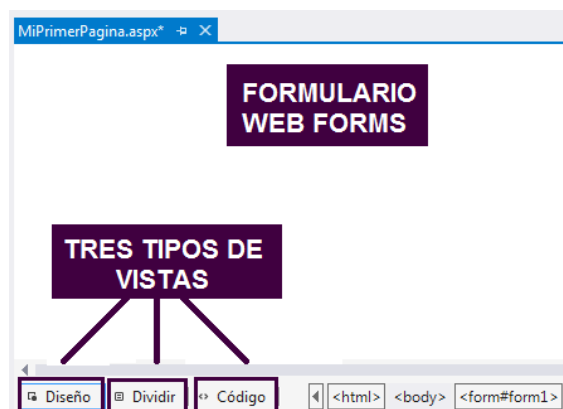 MiPrimerPagina.aspx*
FORMULARIO
WEB FORMS
TRES TIPOS DE
VISTAS
Diseño Dividir Código <html> <body> <form#form1>